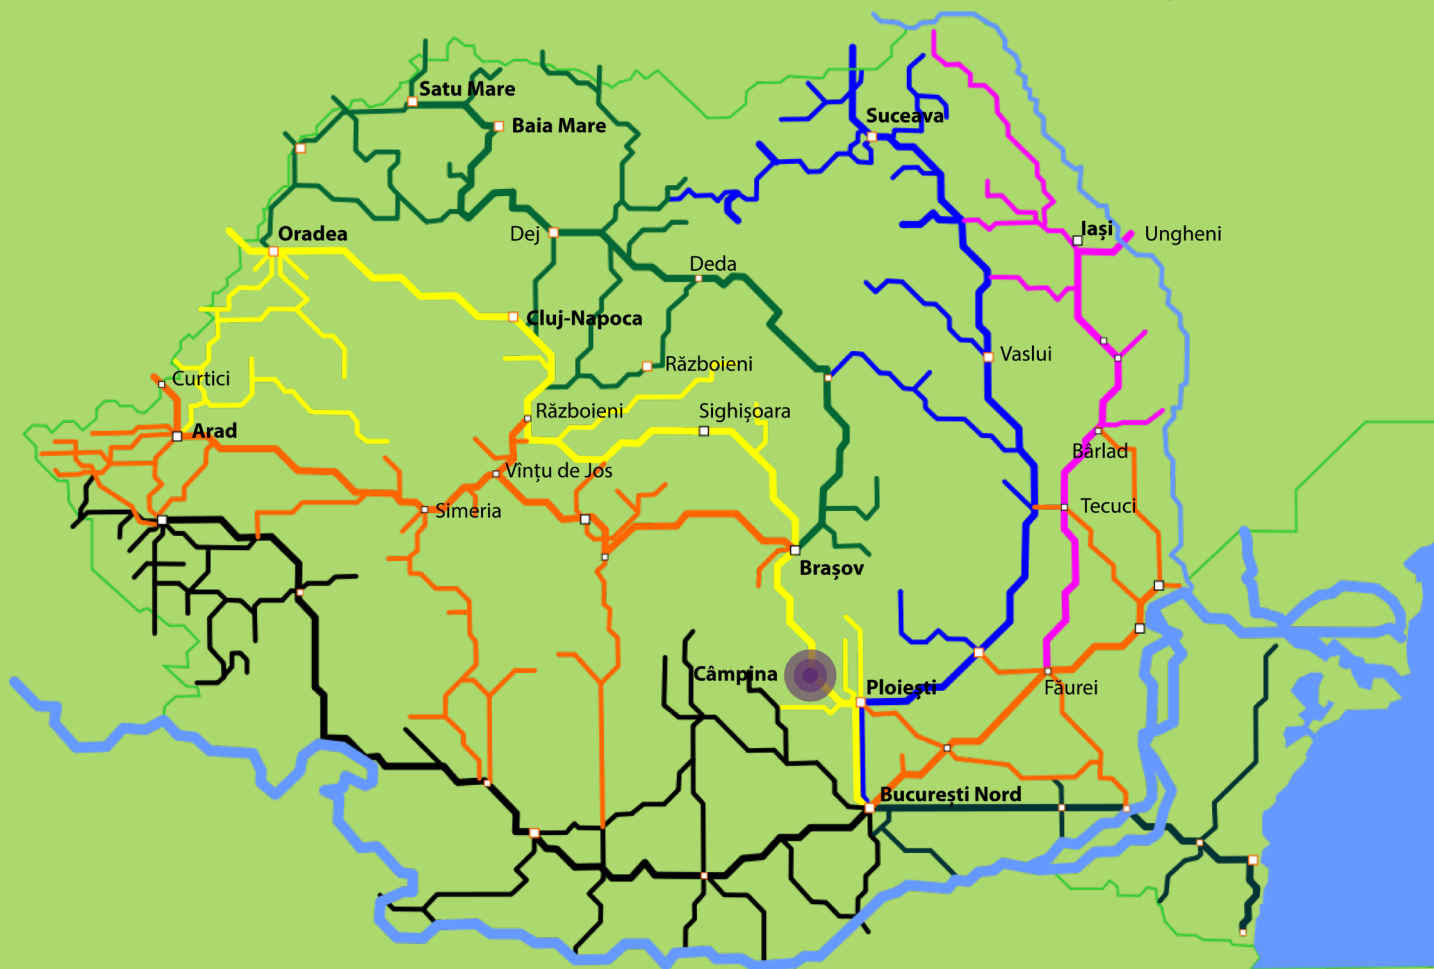 Satu Mare
Suceava
Baia Mare
Oradea
Dej
Iași
Ungheni
Deda
Cluj-Napoca
Vaslui
Războieni
Curtici
Războieni
Sighișoara
Arad
Bârlad
Vînțu de Jos
Simeria
Tecuci
Brașov
Câmpina
Ploiești
Făurei
București Nord